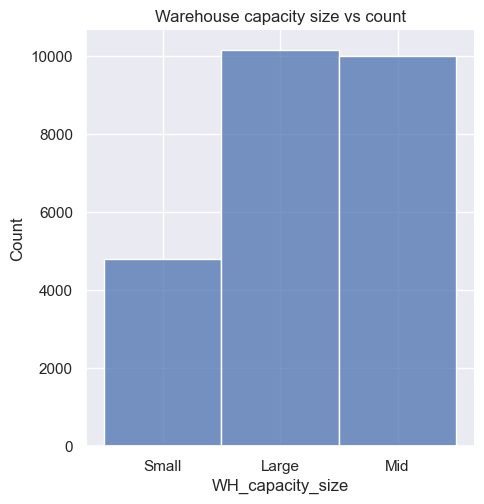 Warehouse capacity size vs count
10000
8000
6000
4000
2000
0
Count
Small Large Mid
WH_capacity_size